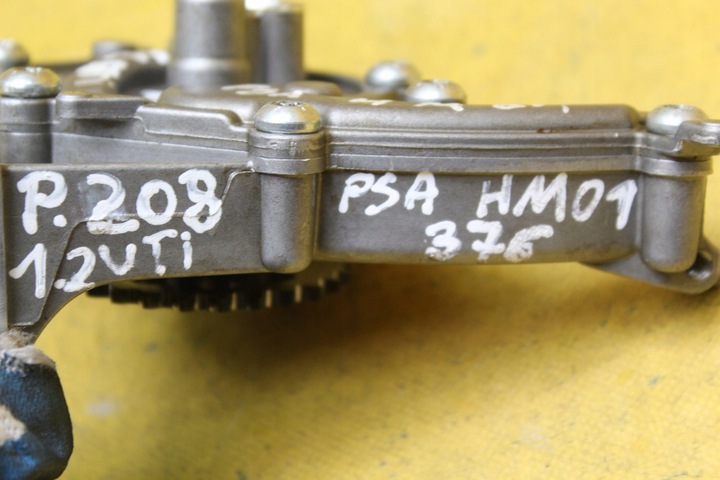 P. 208
1.2VTi
PSA HM01
376